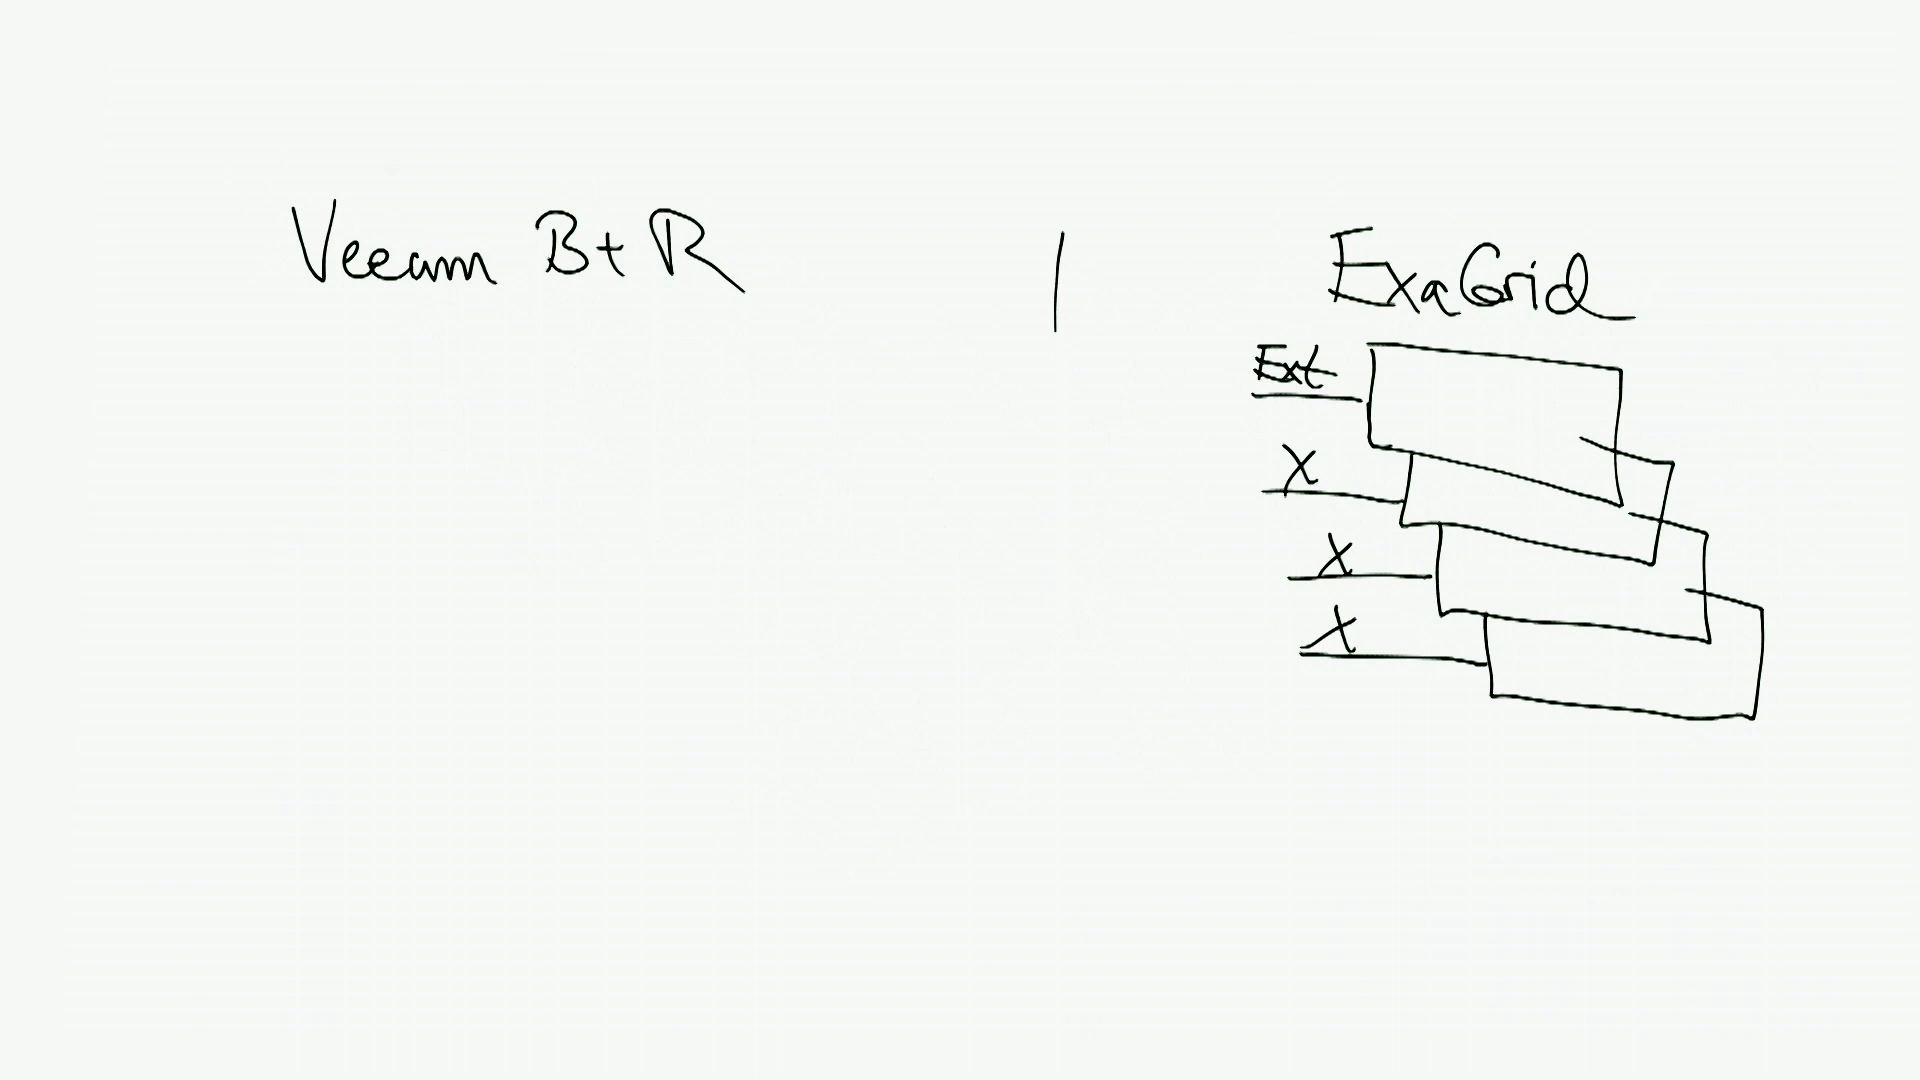 Veeam B+R
ExaGrid
Ext
X
X
X